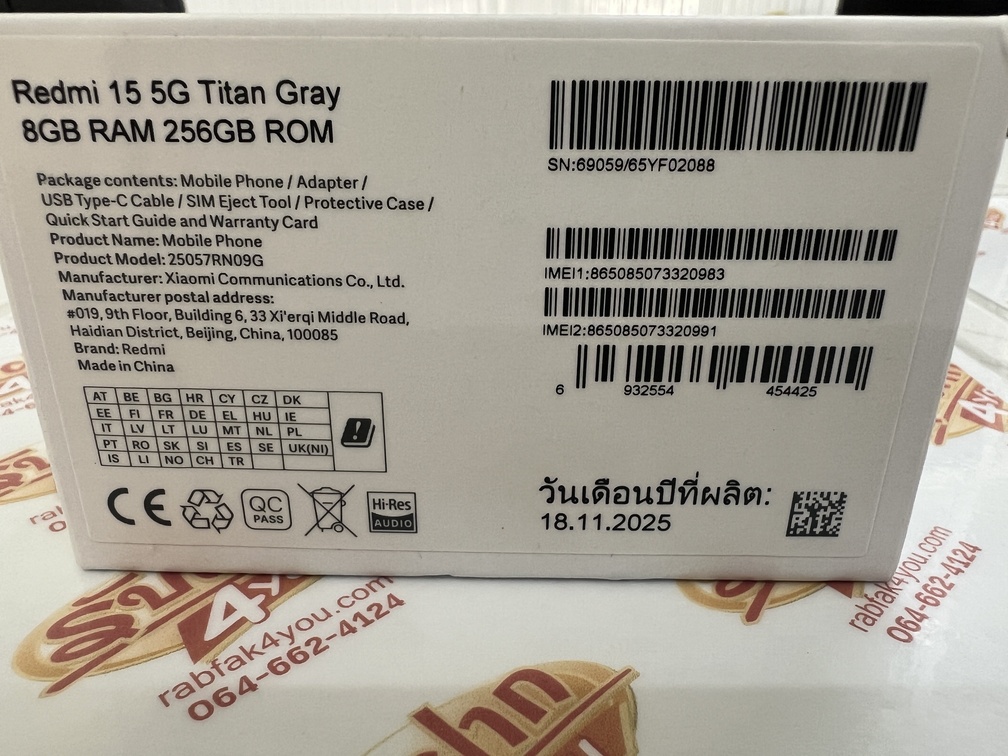 Redmi 15 5G Titan Gray
8GB RAM 256GB ROM
Package contents: Mobile Phone / Adapter /
USB Type-C Cable / SIM Eject Tool / Protective Case /
Quick Start Guide and Warranty Card
Product Name: Mobile Phone
Product Model: 25057RN09G
Manufacturer: Xiaomi Communications Co., Ltd.
Manufacturer postal address:
#019, 9th Floor, Building 6, 33 Xi'erqi Middle Road,
Haidian District, Beijing, China, 100085
Brand: Redmi
Made in China
AT BE BG HR CY CZ DK
EE FI FR DE EL HU IE
IT LV LT LU MT NL PL
PT RO SK SI ES SE UK(NI)
IS LI NO CH TR
CE
QC
PASS
Hi-Res
AUDIO
SN:69059/65YF02088
IMEI1:865085073320983
IMEI2:865085073320991
6 932554 454425
วันเดือนปีที่ผลิต:
18.11.2025
rabfak4you.com
064-662-4124
rabfak4you.com
064-662-4124